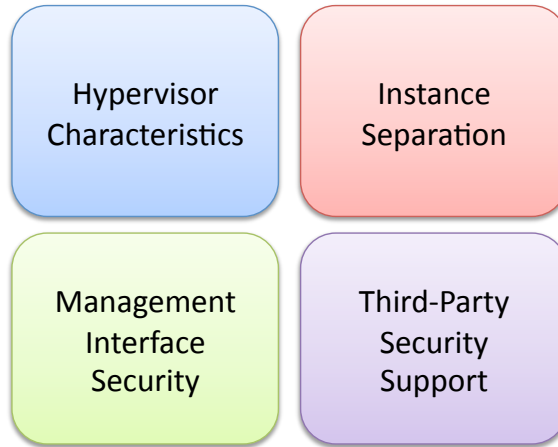 Hypervisor
Characteristics
Instance
Separation
Management
Interface
Security
Third-Party
Security
Support